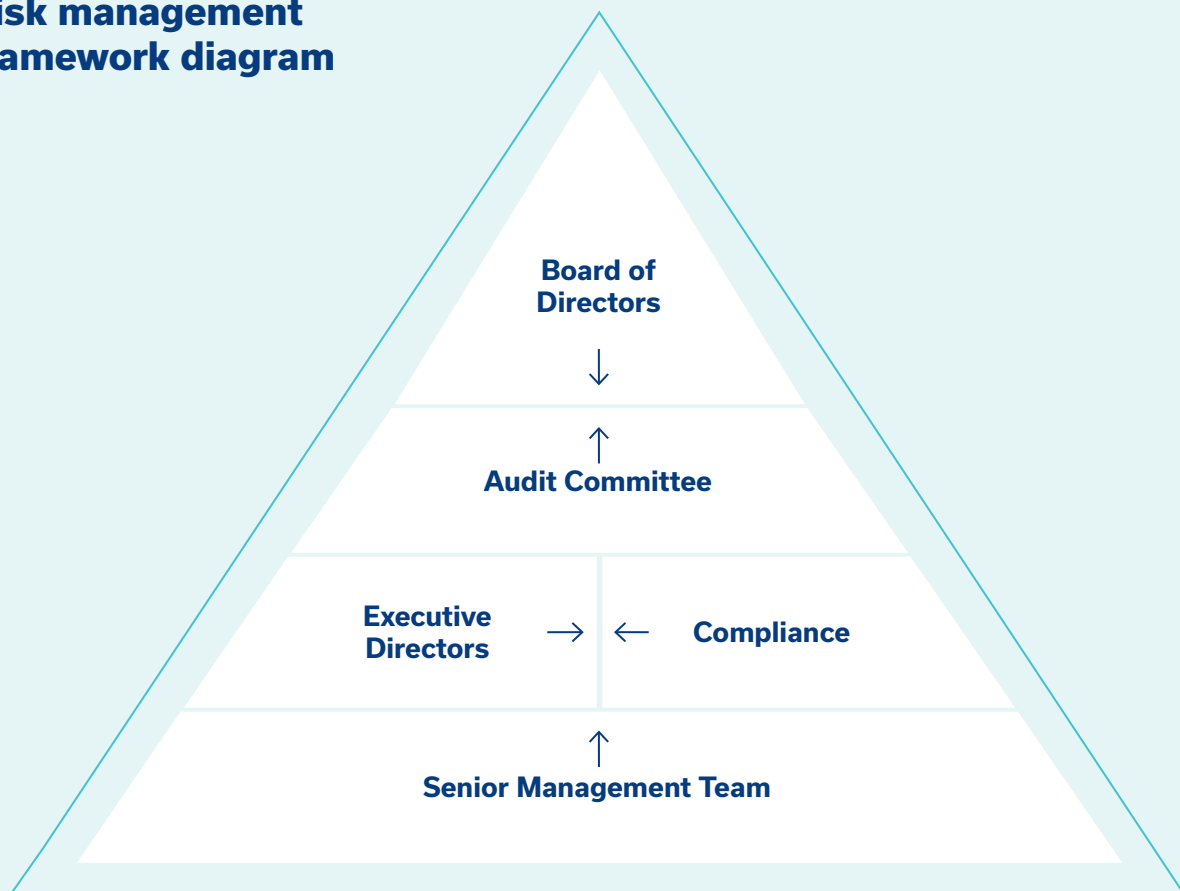 isk management
amework diagram
Board of
Directors
Audit Committee
Executive
Directors
Compliance
Senior Management Team